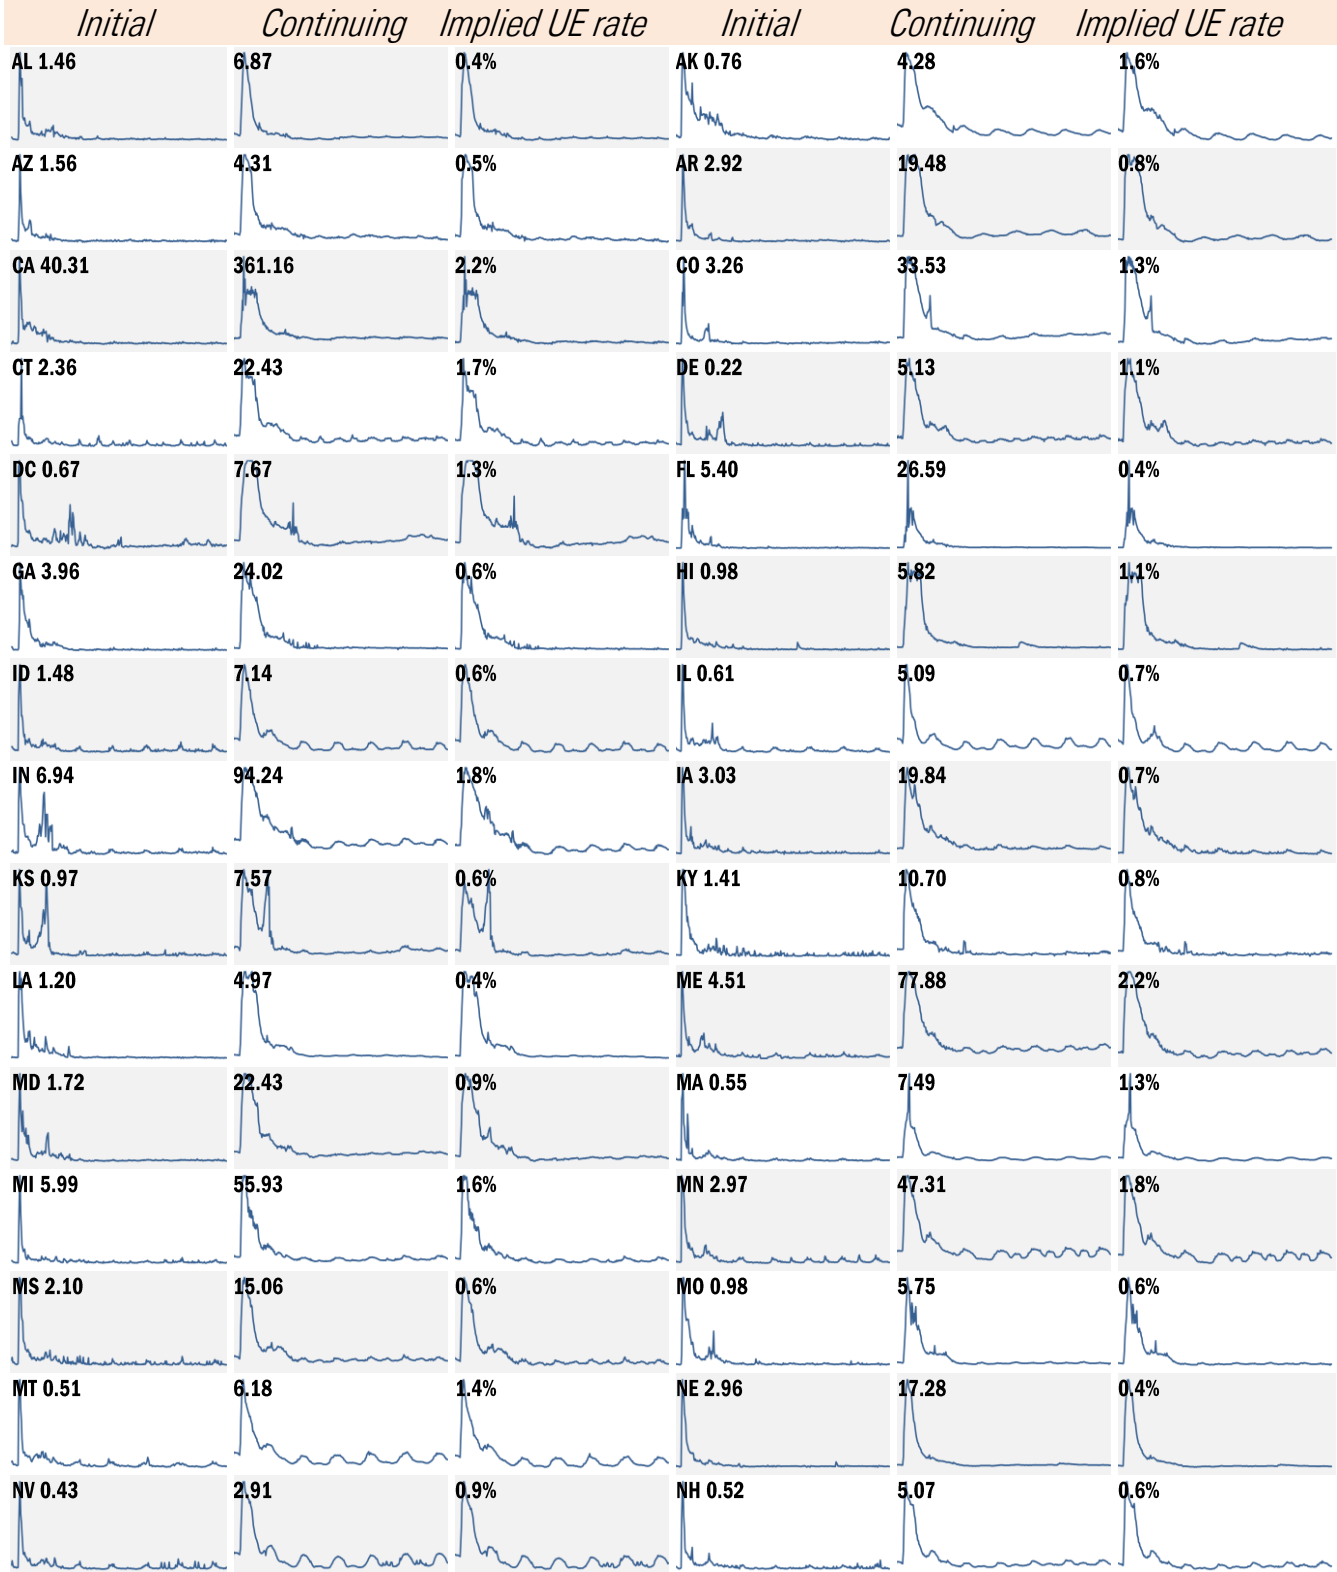 Initial Continuing Implied UE rate Initial Continuing Implied UE rate
AL 1.46 6.87 0.4% AK 0.76 4.28 1.6%
AZ 1.56 4.31 0.5% AR 2.92 19.48 0.8%
CA 40.31 361.16 2.2% CO 3.26 33.53 1.3%
CT 2.36 22.43 1.7% DE 0.22 5.13 1.1%
DC 0.67 7.67 1.3% FL 5.40 26.59 0.4%
GA 3.96 24.02 0.6% HI 0.98 5.82 1.1%
ID 1.48 7.14 0.6% IL 0.61 5.09 0.7%
IN 6.94 94.24 1.8% IA 3.03 19.84 0.7%
KS 0.97 7.57 0.6% KY 1.41 10.70 0.8%
LA 1.20 4.97 0.4% ME 4.51 77.88 2.2%
MD 1.72 22.43 0.9% MA 0.55 7.49 1.3%
MI 5.99 55.93 1.6% MN 2.97 47.31 1.8%
MS 2.10 15.06 0.6% MO 0.98 5.75 0.6%
MT 0.51 6.18 1.4% NE 2.96 17.28 0.4%
NV 0.43 2.91 0.9% NH 0.52 5.07 0.6%